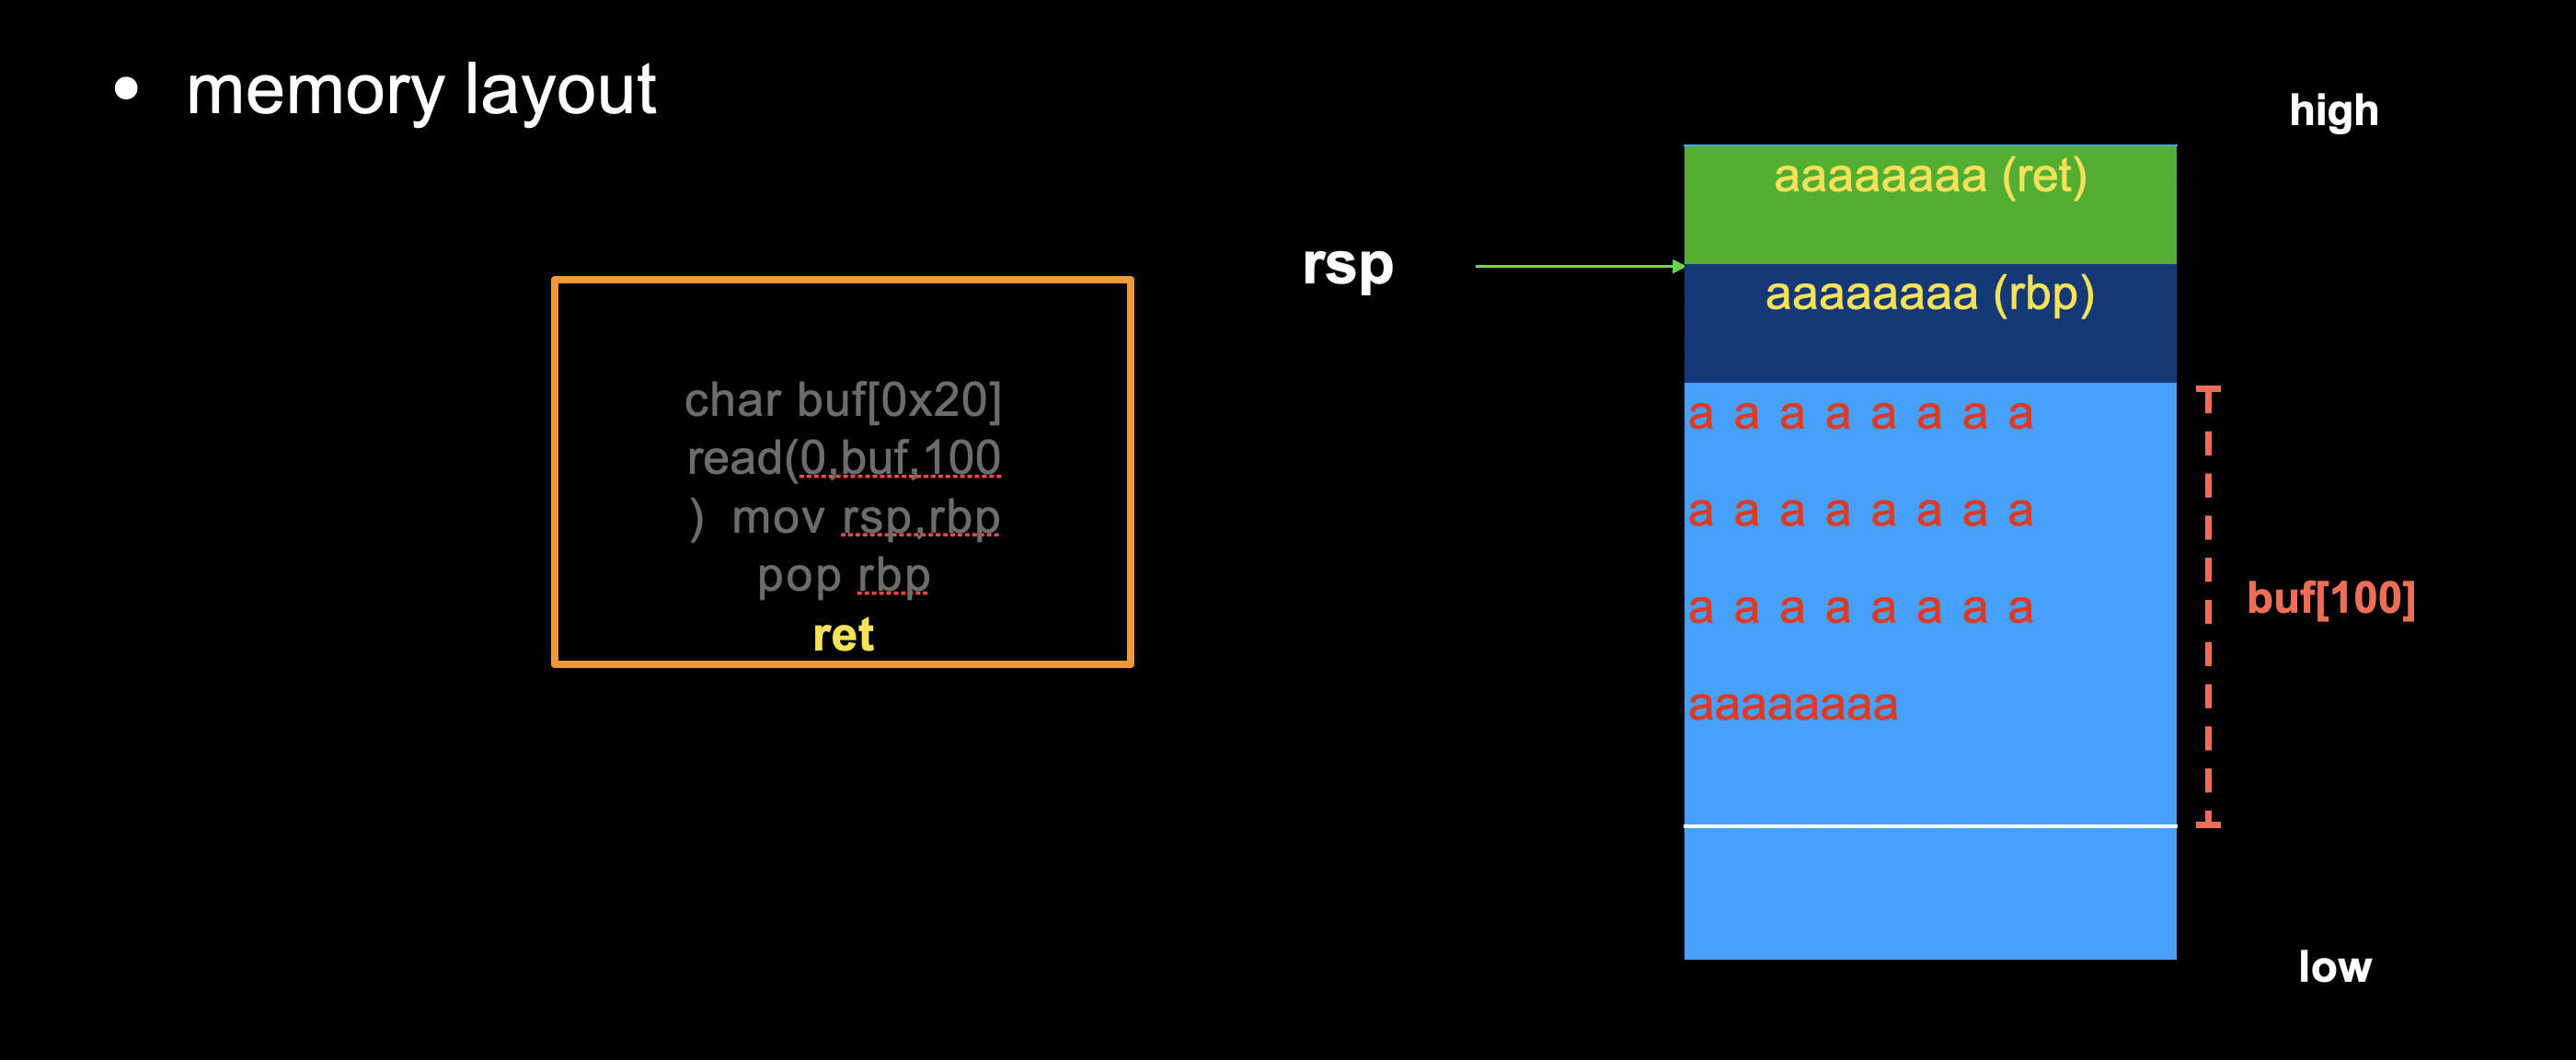 • memory layout
char buf[0x20]
read(0,buf,100
) mov rsp,rbp
pop rbp
ret
rsp
high
aaaaaaaa (ret)
aaaaaaaa (rbp)
a a a a a a a a
a a a a a a a a
a a a a a a a a
aaaaaaaa
buf[100]
low